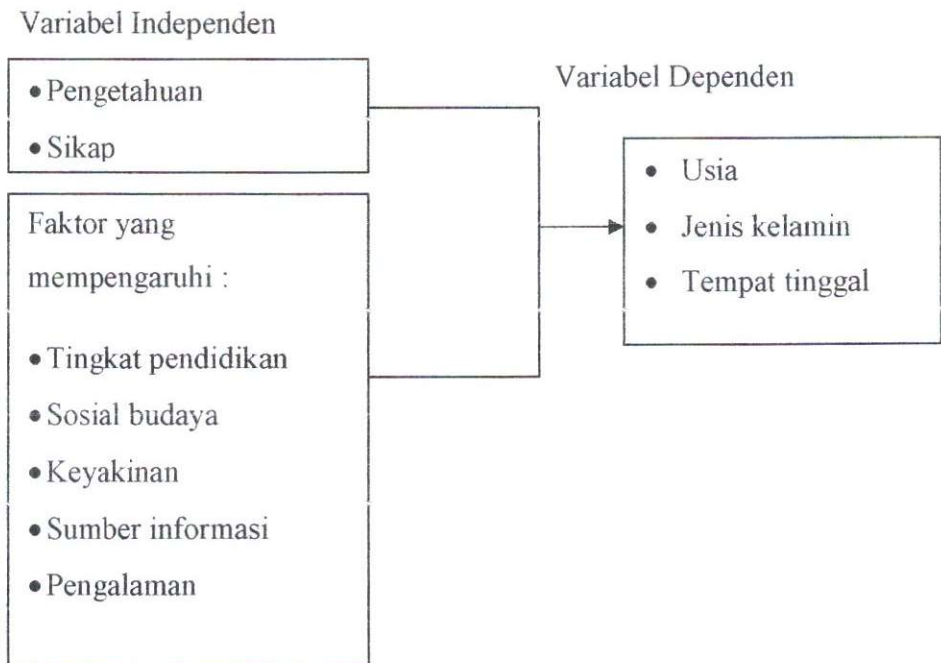 Variabel Independen
• Pengetahuan
• Sikap
Faktor yang
mempengaruhi :
• Tingkat pendidikan
• Sosial budaya
• Keyakinan
• Sumber informasi
• Pengalaman
Variabel Dependen
• Usia
• Jenis kelamin
• Tempat tinggal